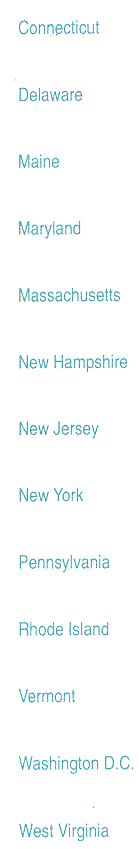 Connecticut
Delaware
Maine
Maryland
Massachusetts
New Hampshire
New Jersey
New York
Pennsylvania
Rhode Island
Vermont
Washington D.C.
West Virginia